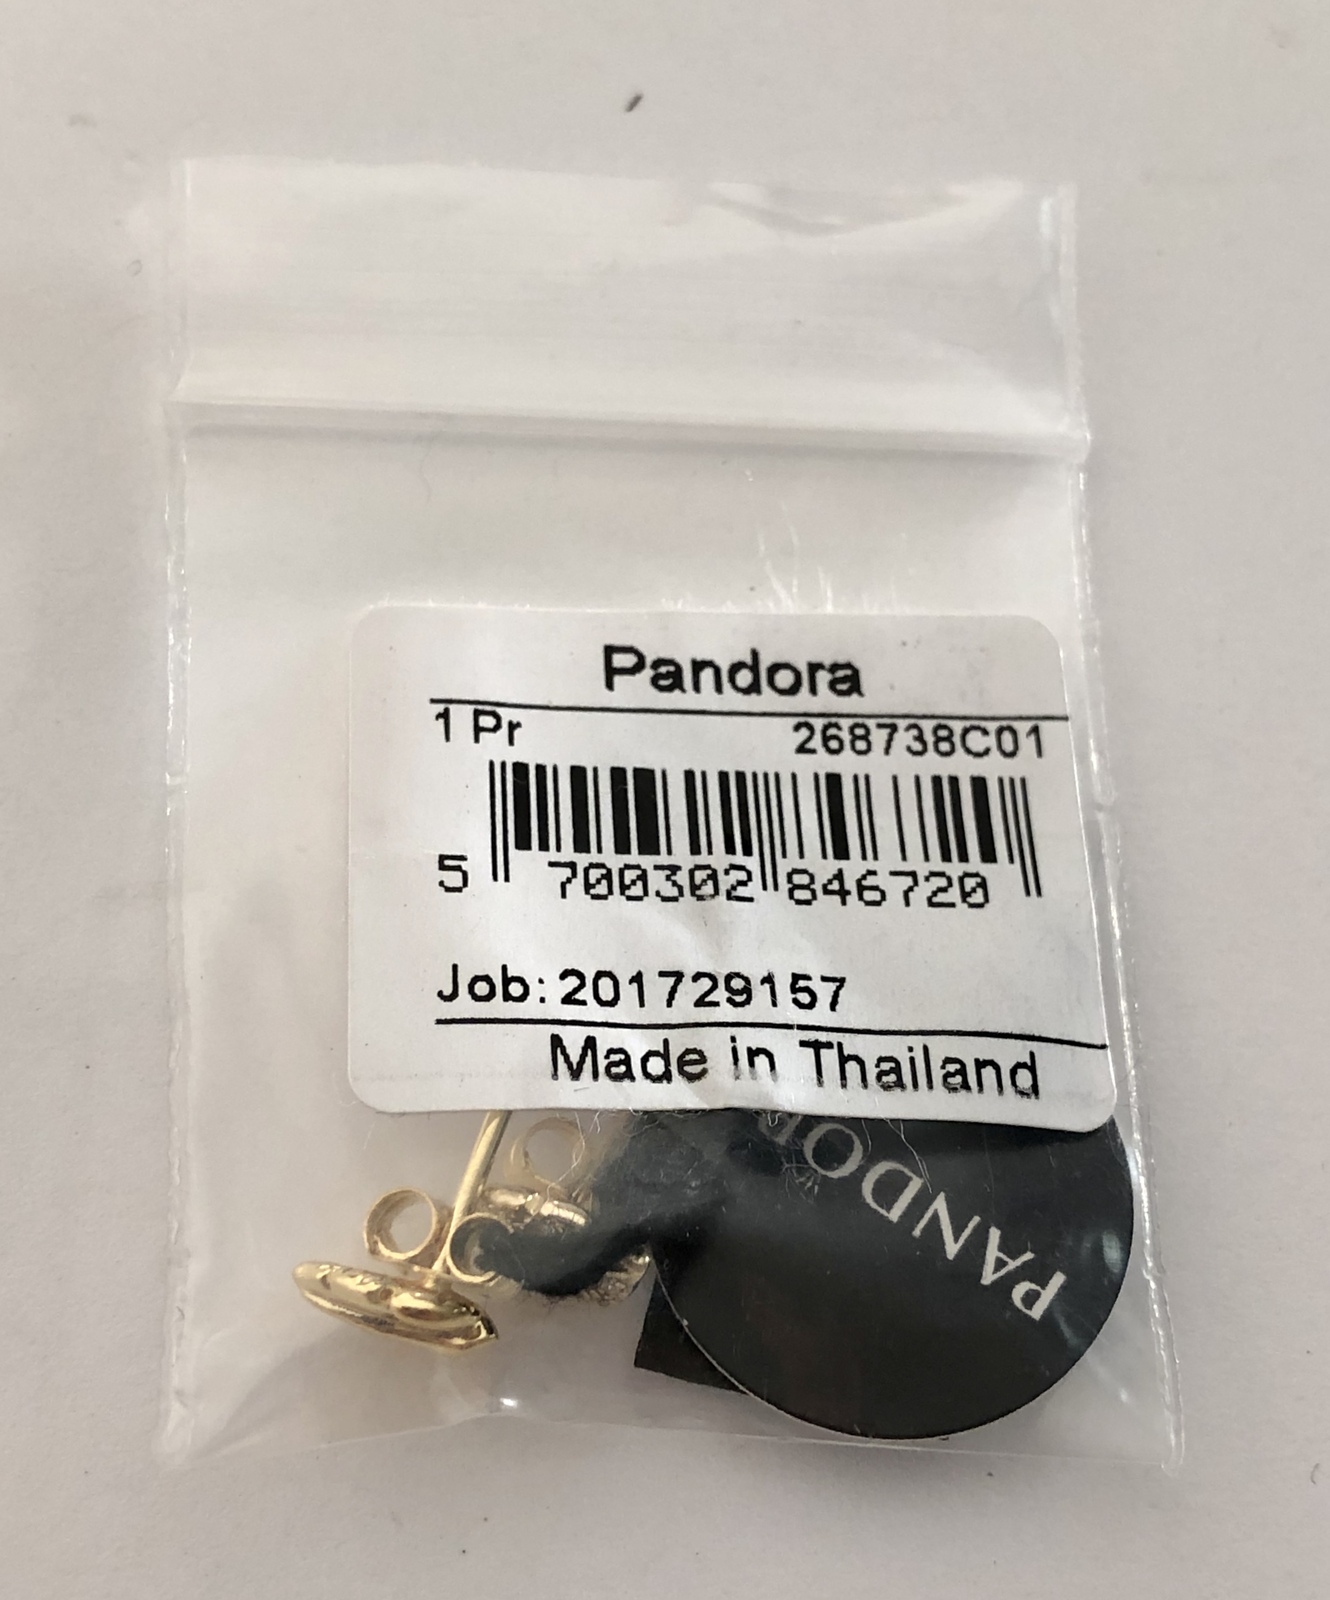 Pandora
1 Pr 268738C01
5 700302 846720
Job: 201729157
Made in Thailand
PANDO